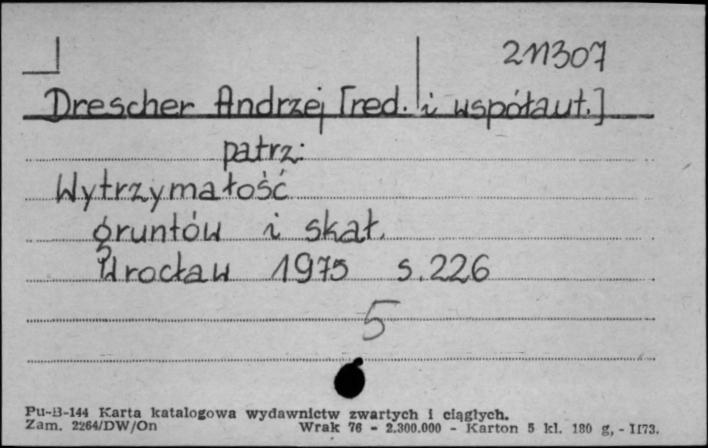 211307
Drescher Andrzej [red. i współaut.]
patrz:
Wytrzymałość
gruntów i skał.
Wrocław 1975 s.226
5
Pu-B-144 Karta katalogowa wydawnictw zwartych i ciągłych.
Zam. 2264/DW/On Wrak 76 - 2.300.000 - Karton 5 kl. 180 g, - II73.